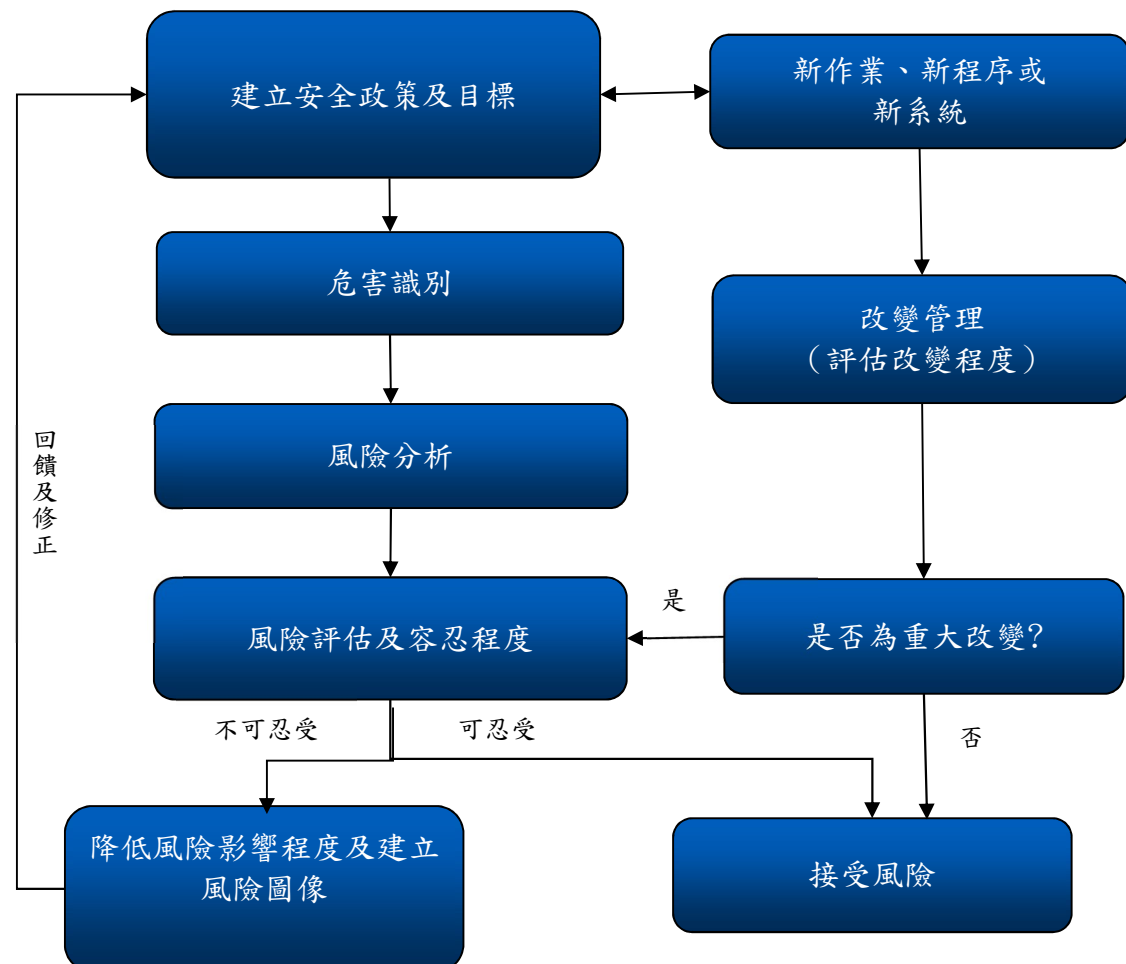 建立安全政策及目標
新作業、新程序或
新系統
危害識別
改變管理
（評估改變程度）
風險分析
回饋及修正
風險評估及容忍程度
是
是否為重大改變?
不可忍受
可忍受
否
降低風險影響程度及建立
風險圖像
接受風險